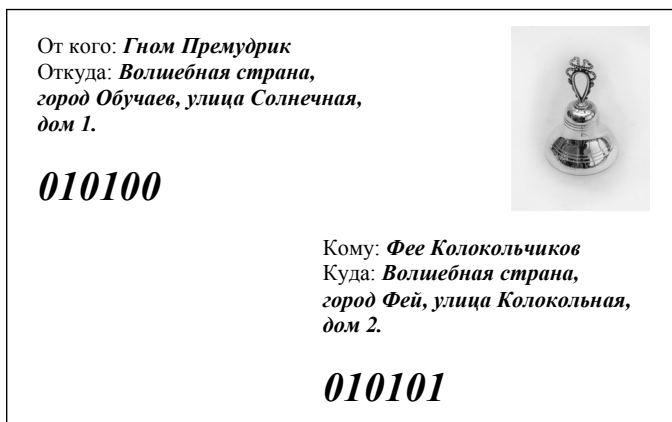 От кого: Гном Премудрик
Откуда: Волшебная страна,
город Обучаев, улица Солнечная,
дом 1.
010100
Кому: Фее Колокольчиков
Куда: Волшебная страна,
город Фей, улица Колокольная,
дом 2.
010101